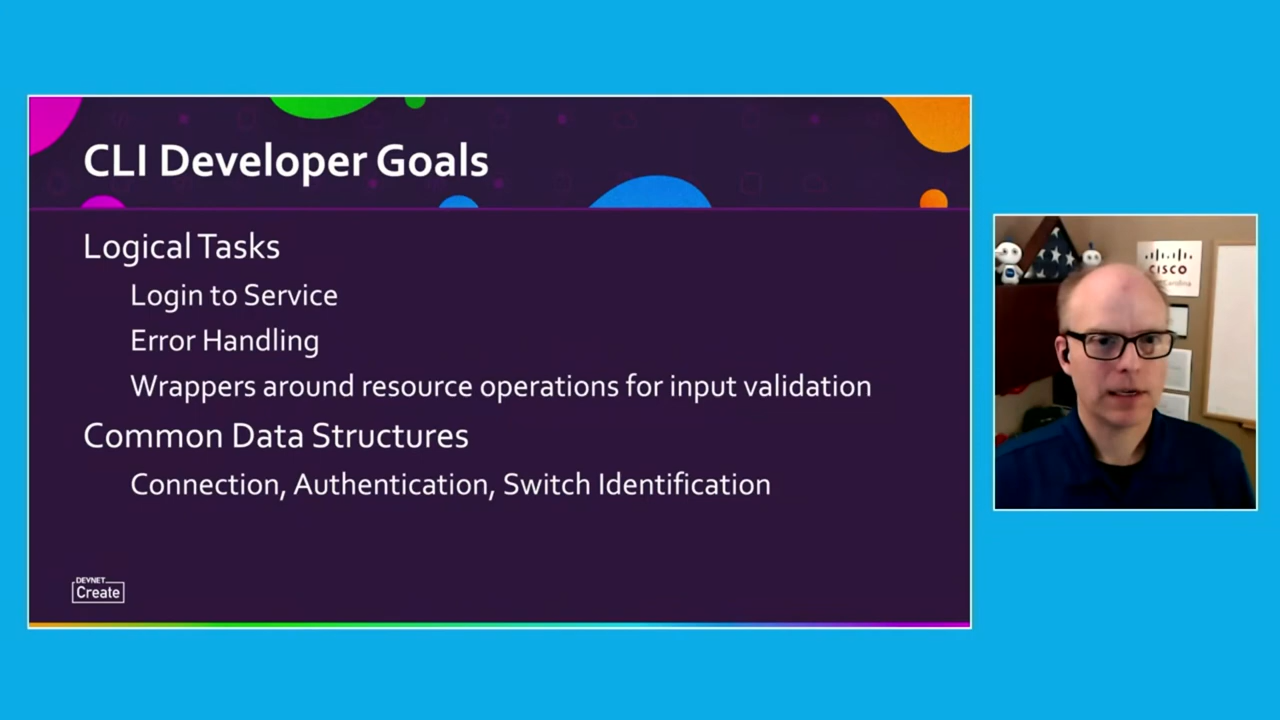 CLI Developer Goals
Logical Tasks
Login to Service
Error Handling
Wrappers around resource operations for input validation
Common Data Structures
Connection, Authentication, Switch Identification
DEVNET
Create
CISCO
Carolina